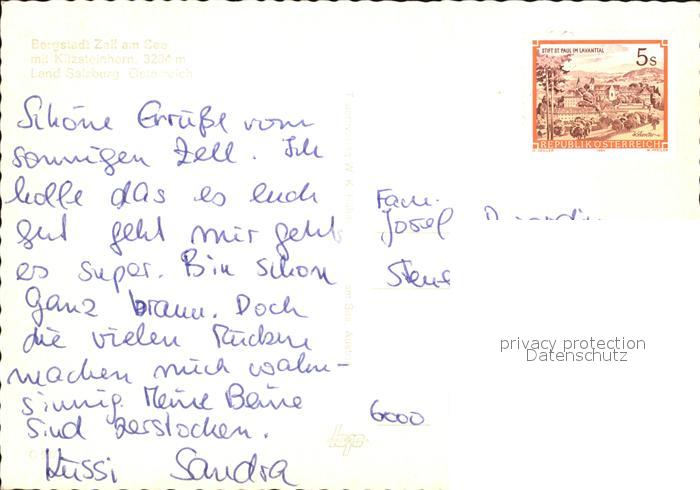 Bergstadt Zell am See
mit Kitzsteinhorn, 3204 m
Land Salzburg, Österreich
STIFT ST. PAUL IM LAVANTTAL
5s
REPUBLIK ÖSTERREICH
Schöne Grüße vom
sonnigen Zell. Ich
hoffe das es Euch
gut geht mir geht
es super. Bin schon
Ganz braun. Doch
die vielen Mücken
machen mich wahn-
sinnig. Meine Beine
sind zerstochen.
Küssi Sandra
Fam.
Josef
6000
privacy protection
Datenschutz